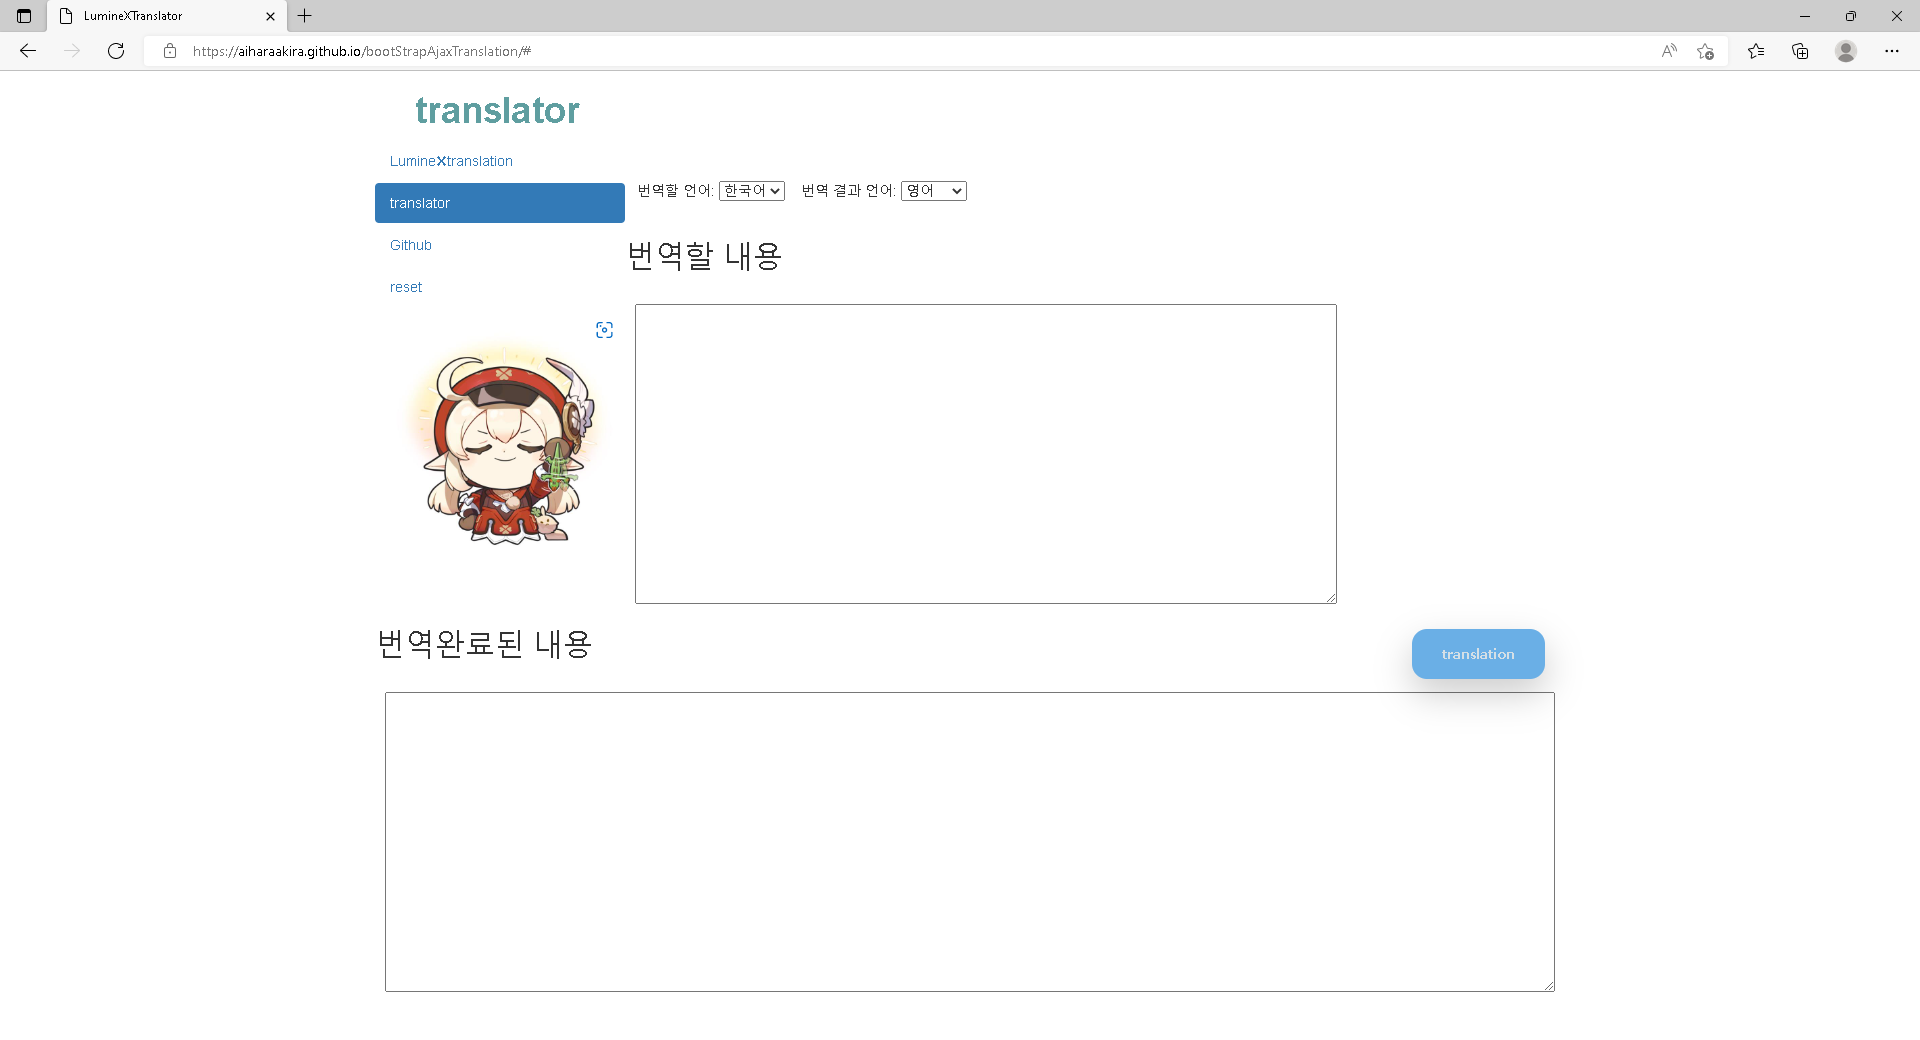 LumineXTranslator
https://aiharaakira.github.io/bootStrapAjaxTranslation/#
translator
LumineXtranslation
translator
Github
reset
번역할 언어: 한국어 번역 결과 언어: 영어
번역할 내용
번역완료된 내용
translation